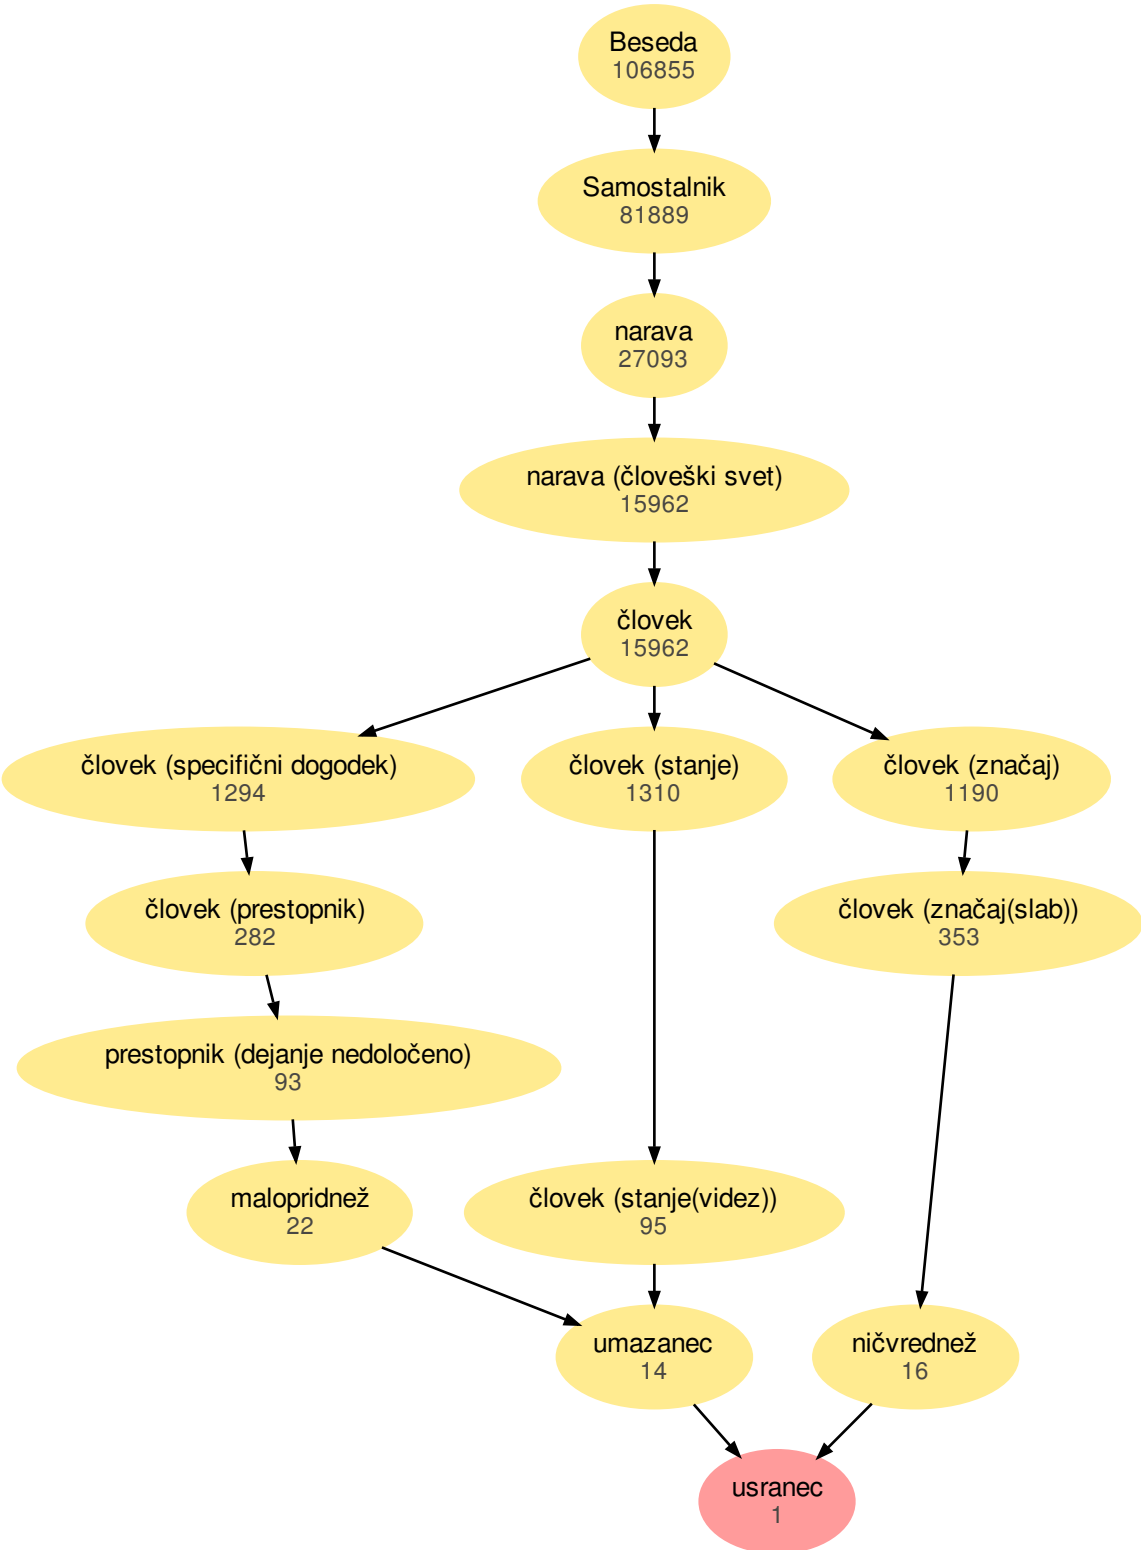 Beseda
106855
Samostalnik
81889
narava
27093
narava (človeški svet)
15962
človek
15962
človek (specifični dogodek)
1294
človek (stanje)
1310
človek (značaj)
1190
človek (prestopnik)
282
človek (značaj(slab))
353
prestopnik (dejanje nedoločeno)
93
malopridnež
22
človek (stanje(videz))
95
umazanec
14
ničvrednež
16
usranec
1